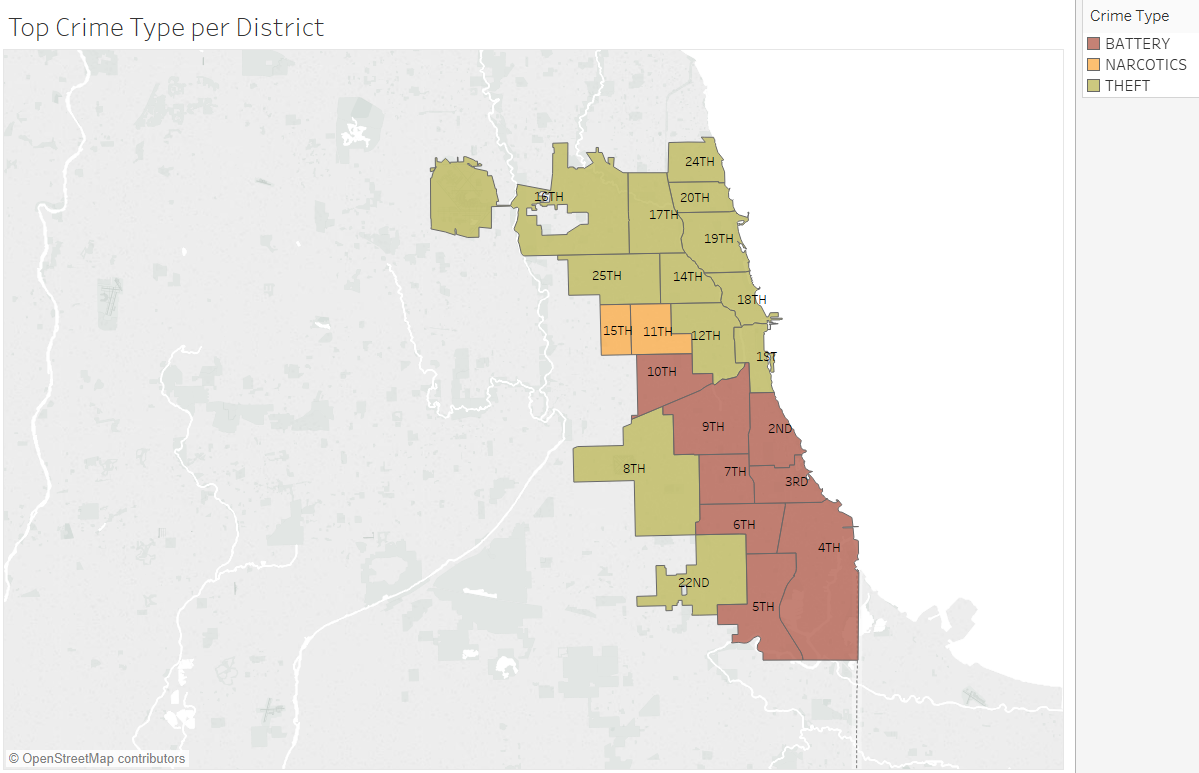 Top Crime Type per District
Crime Type
BATTERY
NARCOTICS
THEFT
24TH
16TH
20TH
17TH
19TH
25TH
14TH
18TH
15TH
11TH
12TH
1ST
10TH
9TH
2ND
8TH
7TH
3RD
6TH
4TH
22ND
5TH
© OpenStreetMap contributors